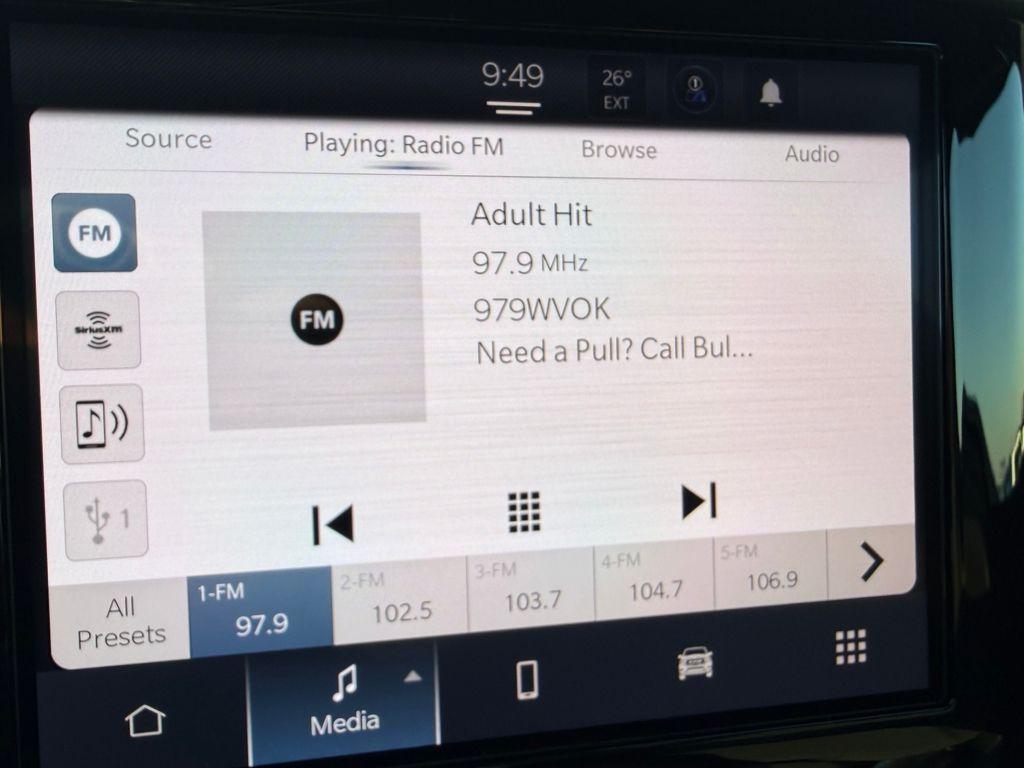 9:49
26°
EXT
1
Source Playing: Radio FM Browse Audio
FM
SiriusXM
1
FM
Adult Hit
97.9 MHz
979WVOK
Need a Pull? Call Bul...
All
Presets
1-FM
97.9
2-FM
102.5
3-FM
103.7
4-FM
104.7
5-FM
106.9
Media